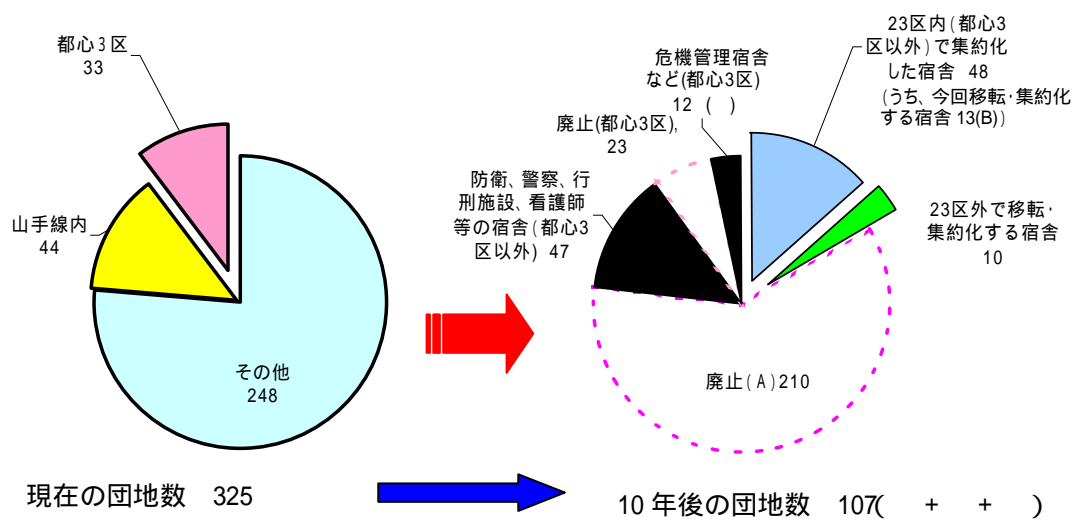 都心3区
33
山手線内
44
その他
248
現在の団地数 325
危機管理宿舎
など(都心3区)
12 ( )
廃止(都心3区),
23
防衛、警察、行
刑施設、看護師
等の宿舎(都心3
区以外) 47
23区内(都心3
区以外)で集約化
した宿舎 48
(うち、今回移転・集約化
する宿舎 13(B))
23区外で移転・
集約化する宿舎
10
廃止(A)210
10年後の団地数 107( + + )